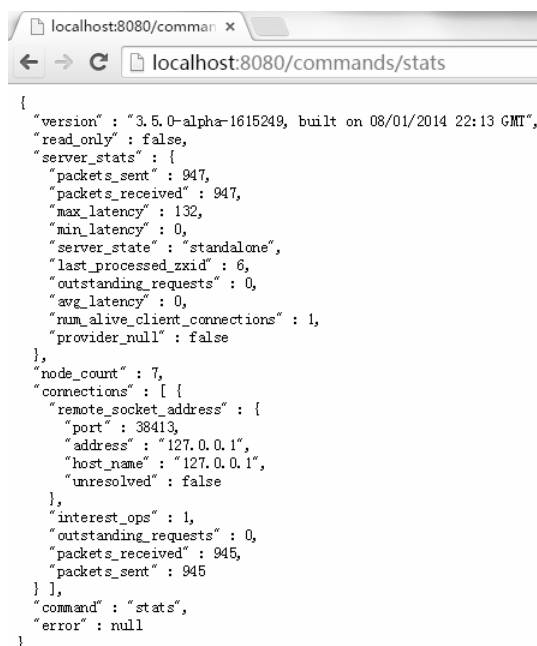 localhost:8080/comman ×
localhost:8080/commands/stats
{
"version" : "3.5.0-alpha-1615249, built on 08/01/2014 22:13 GMT",
"read_only" : false,
"server_stats" : {
"packets_sent" : 947,
"packets_received" : 947,
"max_latency" : 132,
"min_latency" : 0,
"server_state" : "standalone",
"last_processed_zxid" : 6,
"outstanding_requests" : 0,
"avg_latency" : 0,
"num_alive_client_connections" : 1,
"provider_null" : false
},
"node_count" : 7,
"connections" : [ {
"remote_socket_address" : {
"port" : 38413,
"address" : "127.0.0.1",
"host_name" : "127.0.0.1",
"unresolved" : false
},
"interest_ops" : 1,
"outstanding_requests" : 0,
"packets_received" : 945,
"packets_sent" : 945
} ],
"command" : "stats",
"error" : null
}